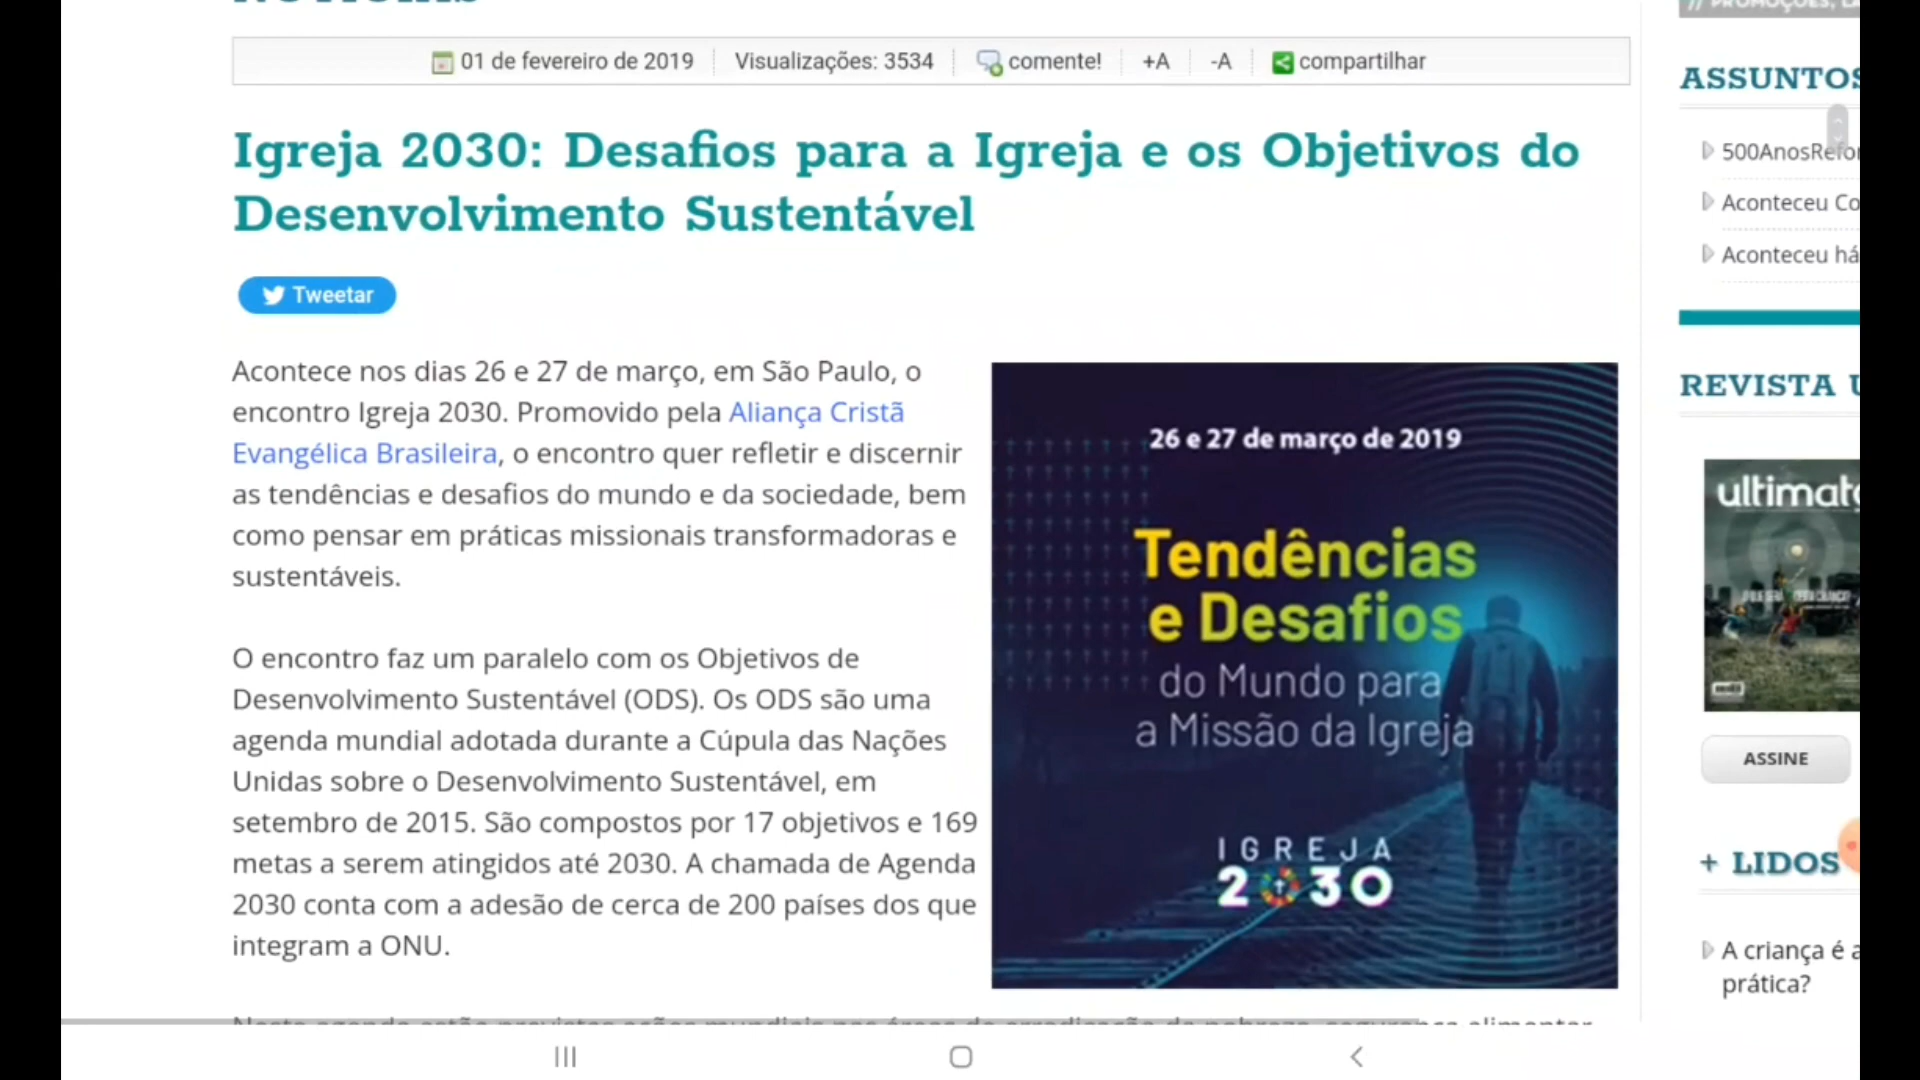 01 de fevereiro de 2019 Visualizações: 3534 comente! +A -A compartilhar
Igreja 2030: Desafios para a Igreja e os Objetivos do
Desenvolvimento Sustentável
Tweetar
Acontece nos dias 26 e 27 de março, em São Paulo, o
encontro Igreja 2030. Promovido pela Aliança Cristã
Evangélica Brasileira, o encontro quer refletir e discernir
as tendências e desafios do mundo e da sociedade, bem
como pensar em práticas missionais transformadoras e
sustentáveis.
O encontro faz um paralelo com os Objetivos de
Desenvolvimento Sustentável (ODS). Os ODS são uma
agenda mundial adotada durante a Cúpula das Nações
Unidas sobre o Desenvolvimento Sustentável, em
setembro de 2015. São compostos por 17 objetivos e 169
metas a serem atingidos até 2030. A chamada de Agenda
2030 conta com a adesão de cerca de 200 países dos que
integram a ONU.
26 e 27 de março de 2019
Tendências
e Desafios
do Mundo para
a Missão da Igreja
IGREJA
2030
ASSUNTOS
500AnosRefor
Aconteceu Co
Aconteceu há
REVISTA U
ultimato
ASSINE
+ LIDOS
A criança é a
prática?